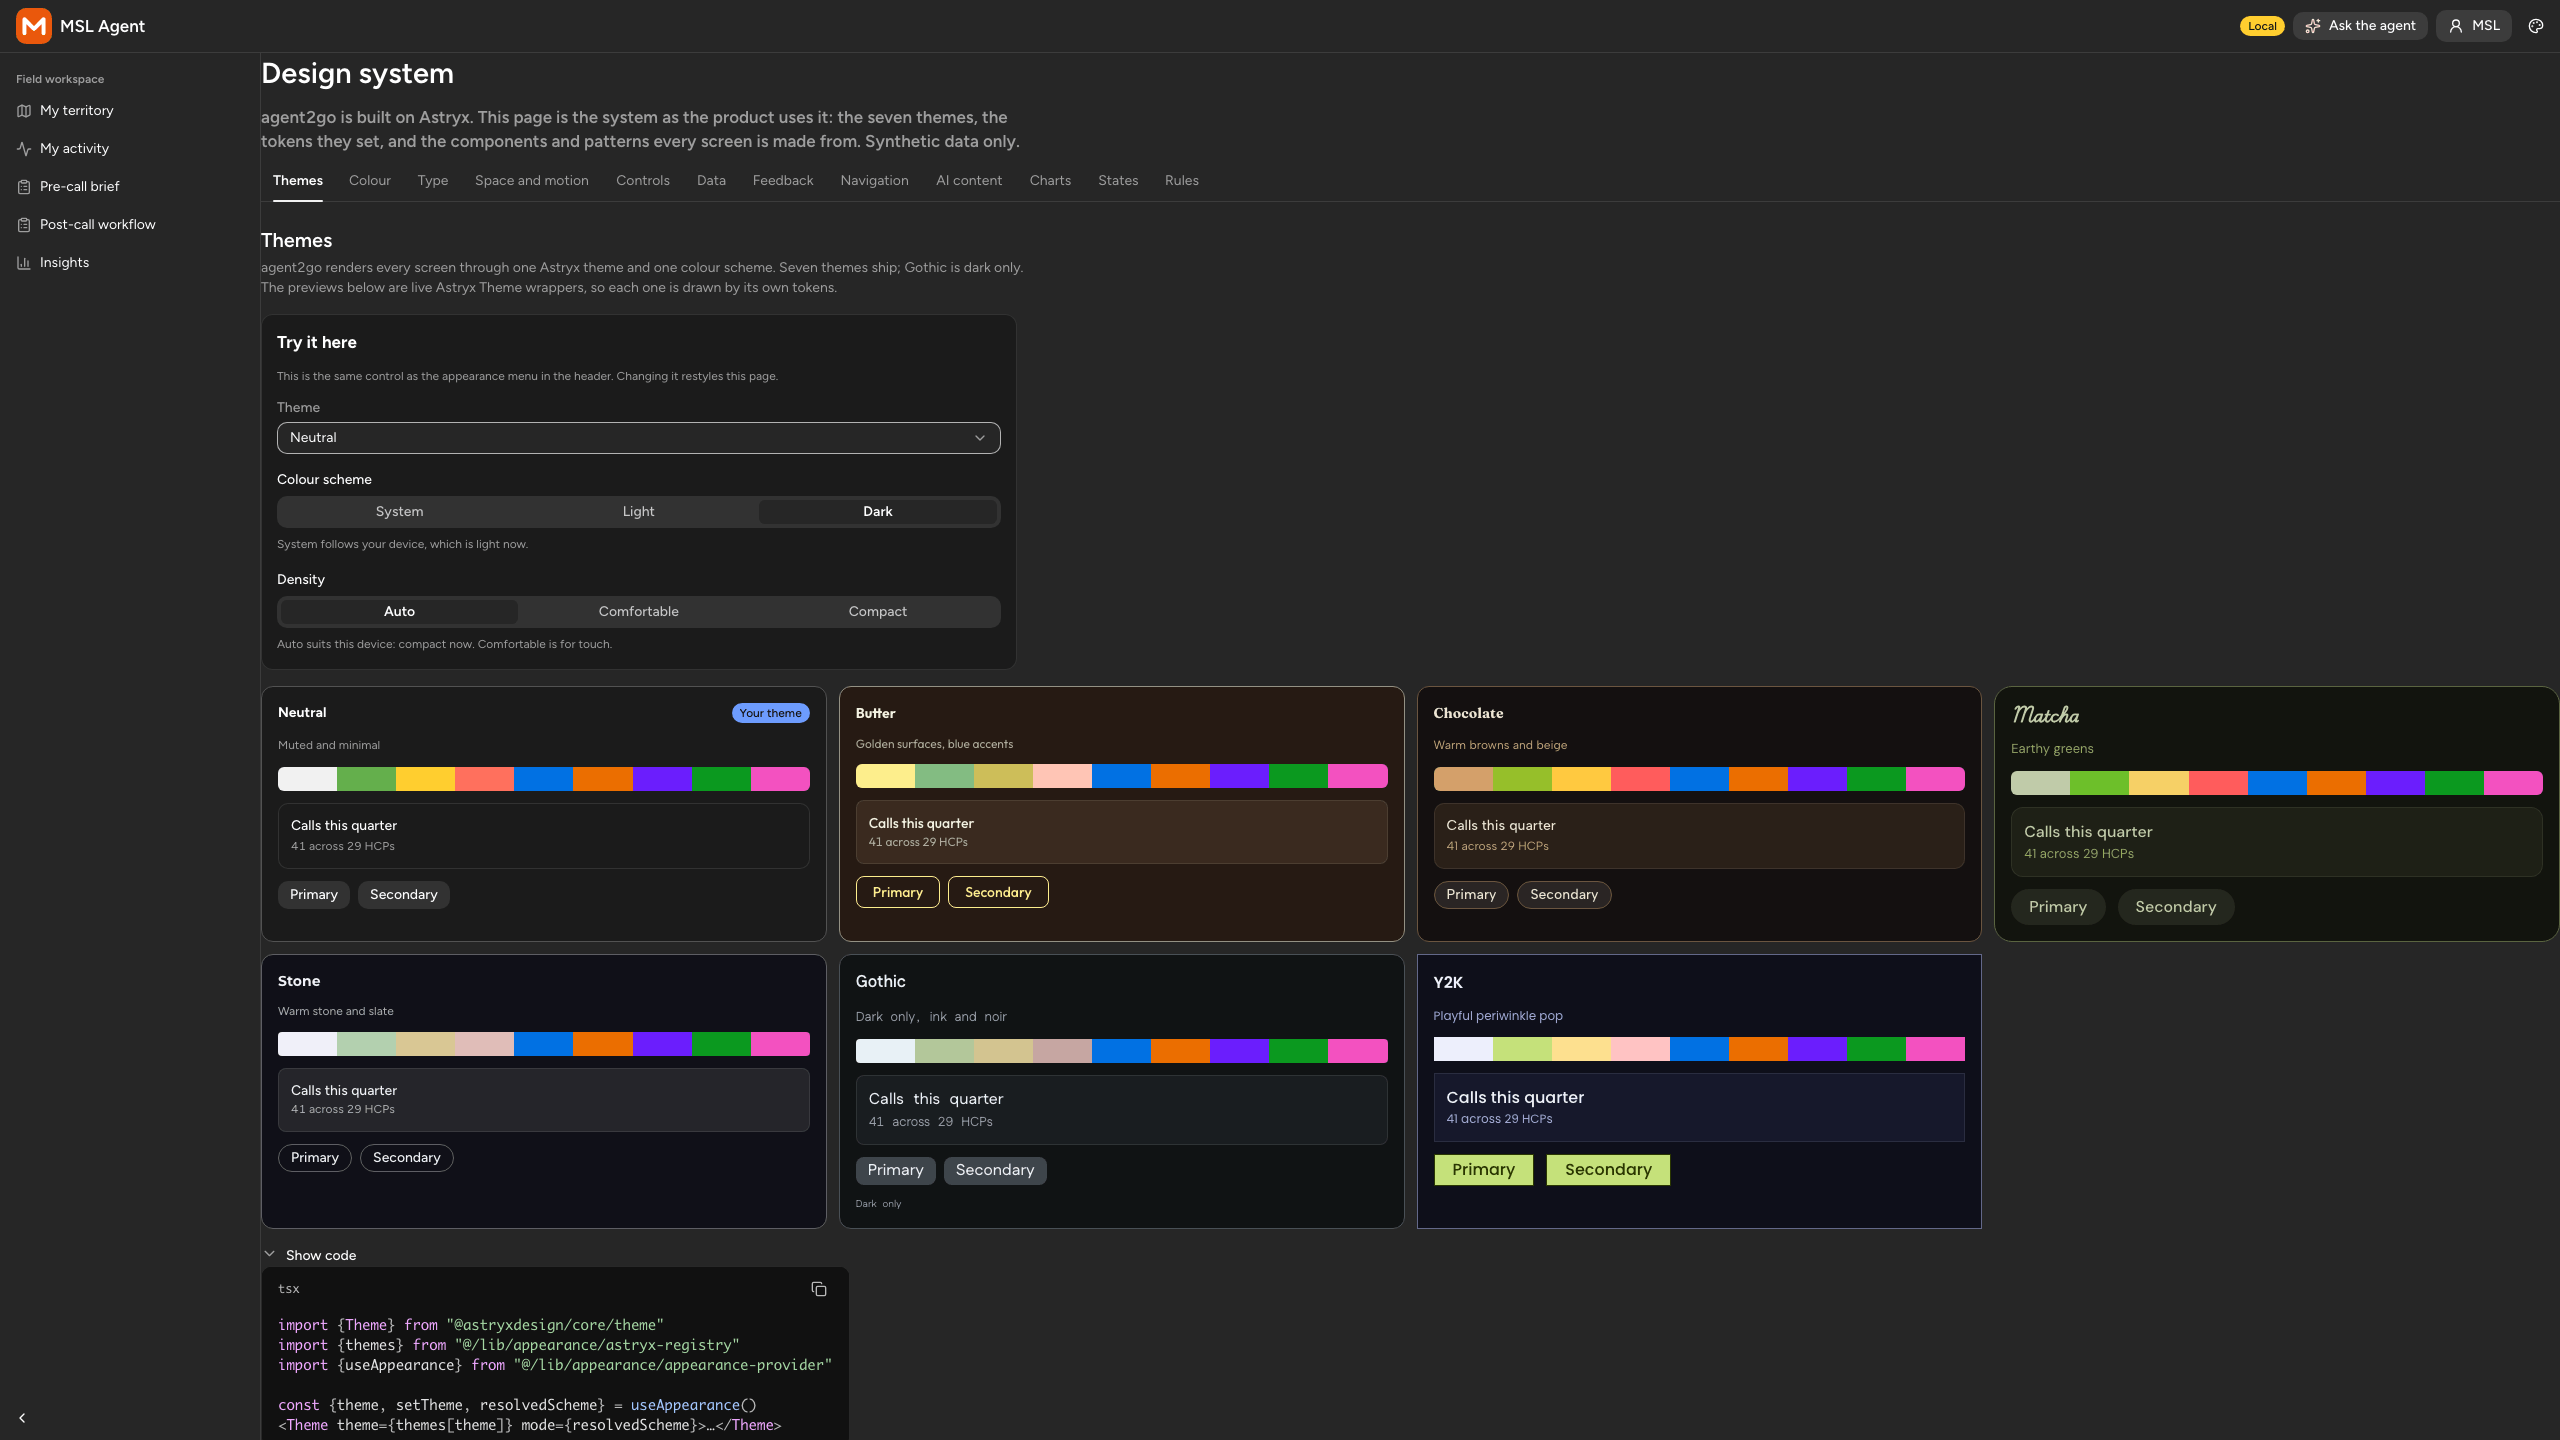 MSL Agent
Local
Ask the agent
MSL
Field workspace
My territory
My activity
Pre-call brief
Post-call workflow
Insights
Design system
agent2go is built on Astryx. This page is the system as the product uses it: the seven themes, the
tokens they set, and the components and patterns every screen is made from. Synthetic data only.
Themes
Colour
Type
Space and motion
Controls
Data
Feedback
Navigation
AI content
Charts
States
Rules
Themes
agent2go renders every screen through one Astryx theme and one colour scheme. Seven themes ship; Gothic is dark only.
The previews below are live Astryx Theme wrappers, so each one is drawn by its own tokens.
Try it here
This is the same control as the appearance menu in the header. Changing it restyles this page.
Theme
Neutral
Colour scheme
System
Light
Dark
System follows your device, which is light now.
Density
Auto
Comfortable
Compact
Auto suits this device: compact now. Comfortable is for touch.
Neutral
Your theme
Muted and minimal
Calls this quarter
41 across 29 HCPs
Primary
Secondary
Butter
Golden surfaces, blue accents
Calls this quarter
41 across 29 HCPs
Primary
Secondary
Chocolate
Warm browns and beige
Calls this quarter
41 across 29 HCPs
Primary
Secondary
Matcha
Earthy greens
Calls this quarter
41 across 29 HCPs
Primary
Secondary
Stone
Warm stone and slate
Calls this quarter
41 across 29 HCPs
Primary
Secondary
Gothic
Dark only, ink and noir
Calls this quarter
41 across 29 HCPs
Primary
Secondary
Dark only
Y2K
Playful periwinkle pop
Calls this quarter
41 across 29 HCPs
Primary
Secondary
Show code
tsx
import {Theme} from "@astryxdesign/core/theme"
import {themes} from "@/lib/appearance/astryx-registry"
import {useAppearance} from "@/lib/appearance/appearance-provider"
const {theme, setTheme, resolvedScheme} = useAppearance()
<Theme theme={themes[theme]} mode={resolvedScheme}>…</Theme>